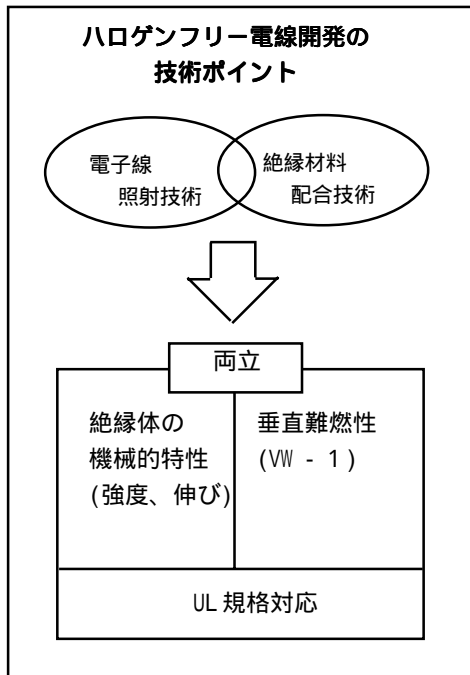 ハロゲンフリー電線開発の
技術ポイント
電子線
照射技術
絶縁材料
配合技術
両立
絶縁体の
機械的特性
(強度、伸び)
垂直難燃性
(VW - 1)
UL規格対応